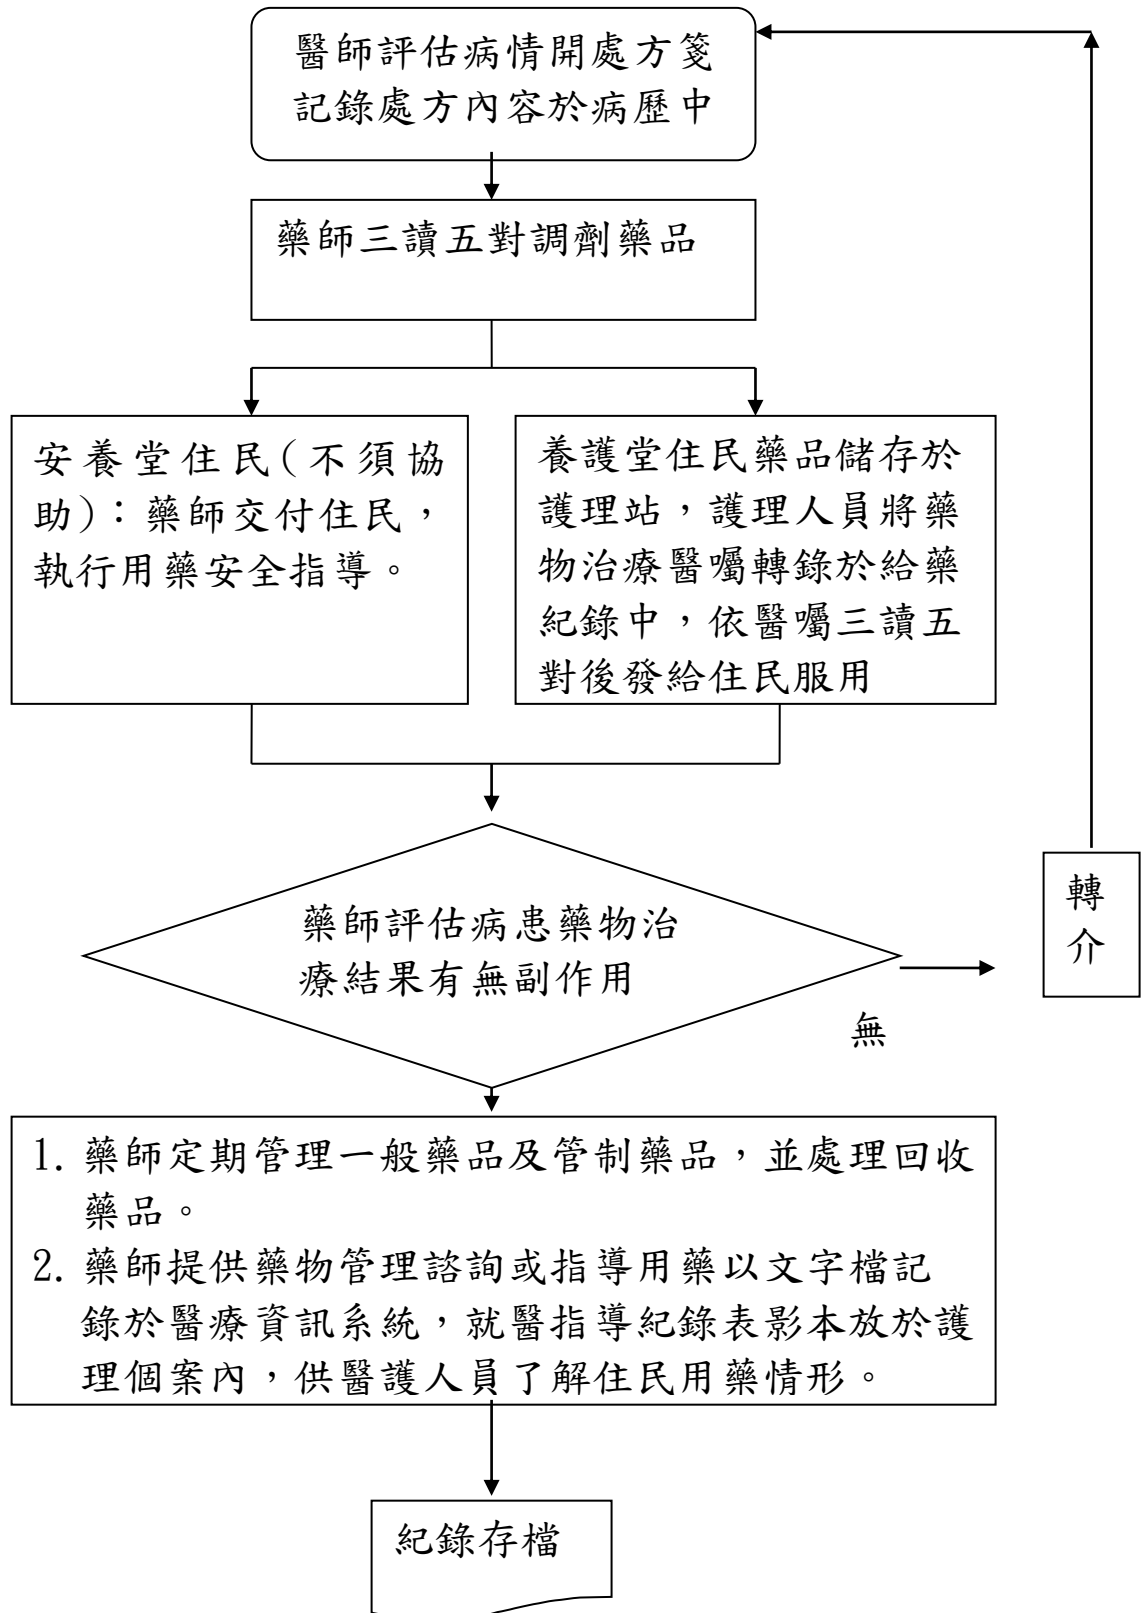 醫師評估病情開處方箋
記錄處方內容於病歷中
藥師三讀五對調劑藥品
安養堂住民(不須協
助)：藥師交付住民，
執行用藥安全指導。
養護堂住民藥品儲存於
護理站，護理人員將藥
物治療醫囑轉錄於給藥
紀錄中，依醫囑三讀五
對後發給住民服用
藥師評估病患藥物治
療結果有無副作用
無
轉
介
1. 藥師定期管理一般藥品及管制藥品，並處理回收
藥品。
2. 藥師提供藥物管理諮詢或指導用藥以文字檔記
錄於醫療資訊系統，就醫指導紀錄表影本放於護
理個案內，供醫護人員了解住民用藥情形。
紀錄存檔